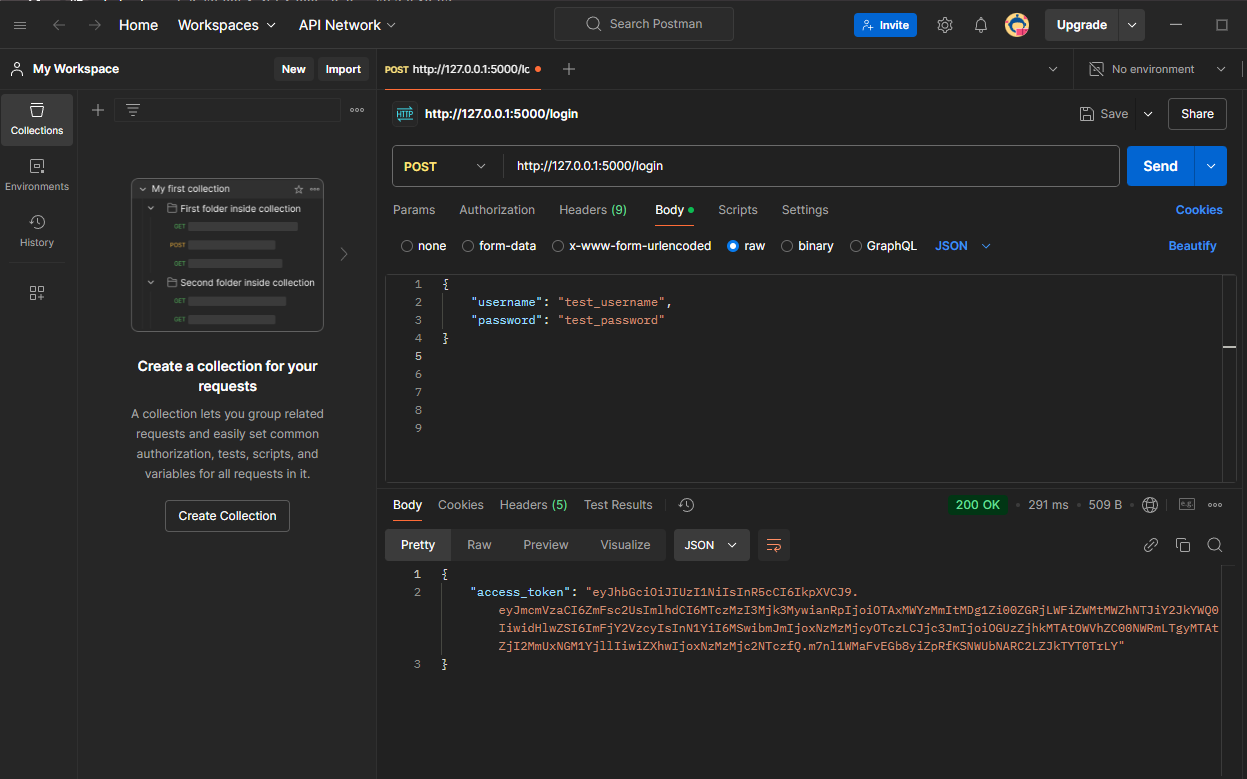 Home Workspaces API Network Search Postman Invite Upgrade
My Workspace New Import POST http://127.0.0.1:5000/lo No environment
Collections
Environments
History
My first collection
First folder inside collection
GET
POST
GET
Second folder inside collection
GET
GET
Create a collection for your
requests
A collection lets you group related
requests and easily set common
authorization, tests, scripts, and
variables for all requests in it.
Create Collection
HTTP http://127.0.0.1:5000/login Save Share
POST http://127.0.0.1:5000/login Send
Params Authorization Headers (9) Body Scripts Settings Cookies
none form-data x-www-form-urlencoded raw binary GraphQL JSON Beautify
1 {
2 "username": "test_username",
3 "password": "test_password"
4 }
5
6
7
8
9
Body Cookies Headers (5) Test Results 200 OK 291 ms 509 B e.g.
Pretty Raw Preview Visualize JSON
1 {
2 "access_token": "eyJhbGciOiJIUzI1NiIsInR5cCI6IkpXVCJ9.
eyJmcmVzaCI6ZmFsc2UsImlhdCI6MTczMzI3Mjk3MywianRpIjoiOTAxMWYzMmItMDg1Zi00ZGRjLWFiZWMtMWZhNTJiY2JkYWQ0
IiwidHlwZSI6ImFjY2VzcyIsInN1YiI6MSwibmJmIjoxNzMzMjcyOTczLCJjc3JmIjoiOGUzZjhkMTAtOWVhZC00NWRmLTgyMTAt
ZjI2MmUxNGM1YjllIiwiZXhwIjoxNzMzMjc2NTczfQ.m7nl1WMaFvEGb8yiZpRfKSNWUbNARC2LZJkTYT0TrLY"
3 }